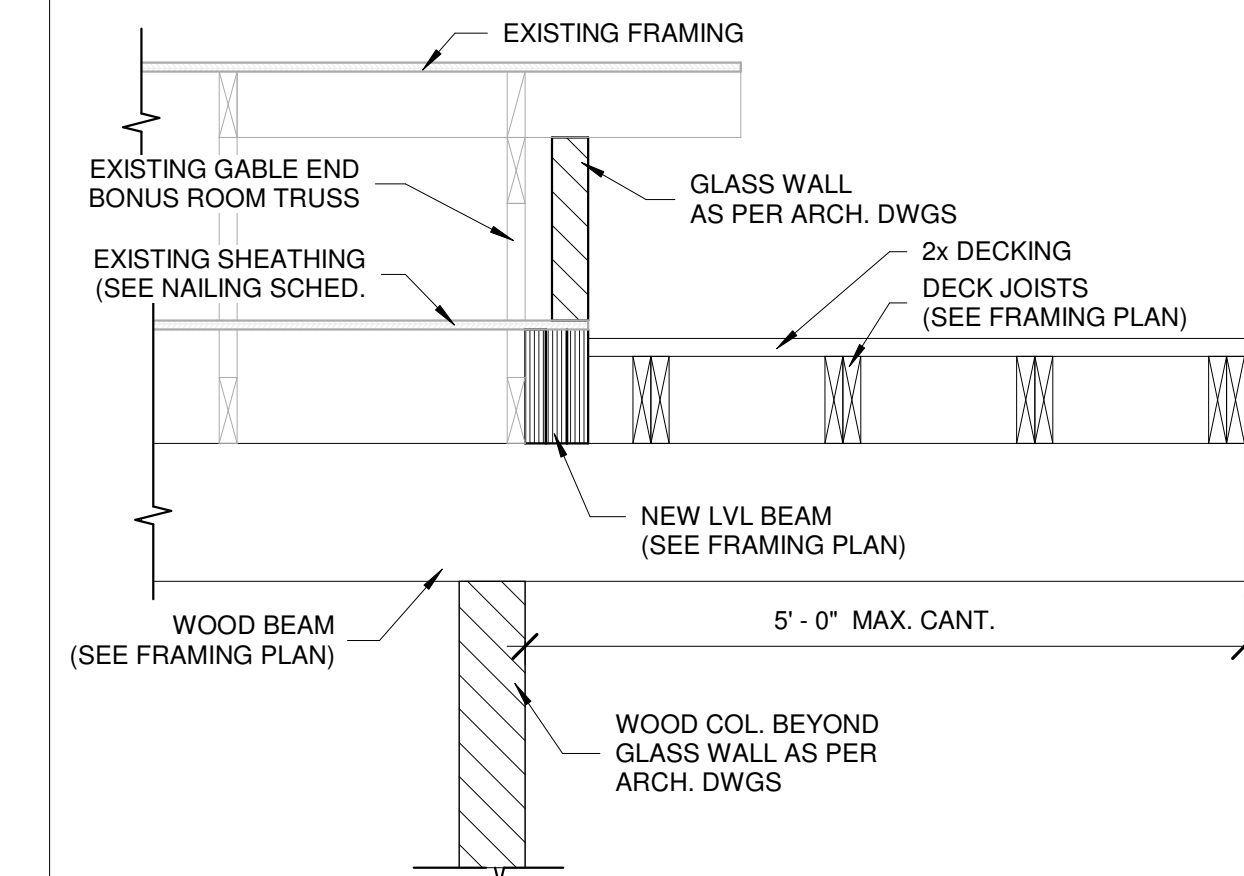 EXISTING FRAMING
EXISTING GABLE END
BONUS ROOM TRUSS
GLASS WALL
AS PER ARCH. DWGS
EXISTING SHEATHING
(SEE NAILING SCHED.
2x DECKING
DECK JOISTS
(SEE FRAMING PLAN)
NEW LVL BEAM
(SEE FRAMING PLAN)
WOOD BEAM
(SEE FRAMING PLAN)
5' - 0" MAX. CANT.
WOOD COL. BEYOND
GLASS WALL AS PER
ARCH. DWGS